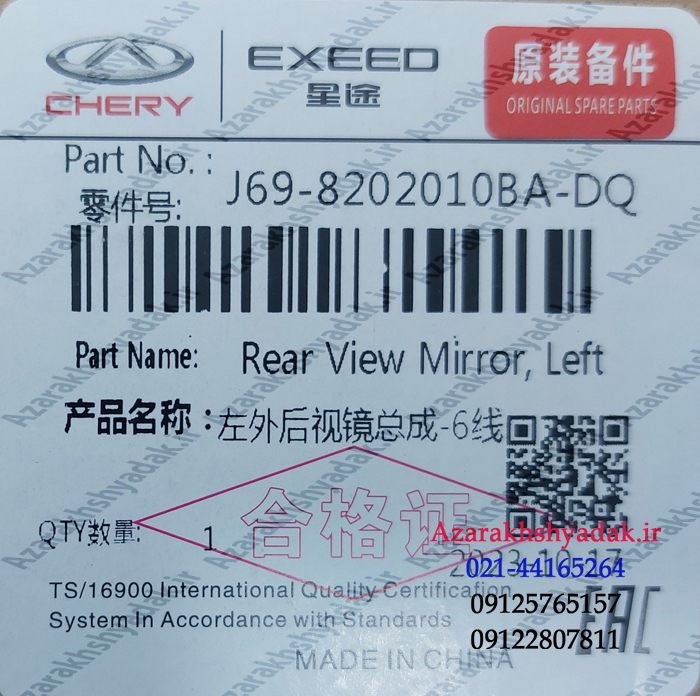 CHERY
EXEED
星途
原装备件
ORIGINAL SPARE PARTS
Part No.:
零件号:
J69-8202010BA-DQ
Part Name: Rear View Mirror, Left
产品名称：左外后视镜总成-6线
QTY数量: 1
合格证
2023-10-17
Azarakhshyadak.ir
021-44165264
09125765157
09122807811
TS/16900 International Quality Certification
System In Accordance with Standards
EAC
MADE IN CHINA
Azarakhshyadak.ir